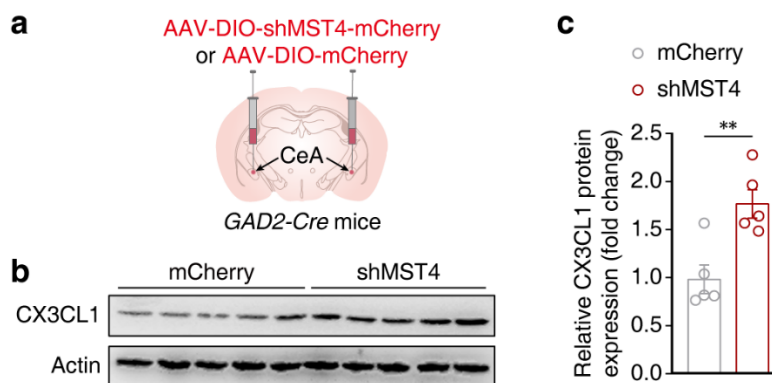 a
AAV-DIO-shMST4-mCherry
or AAV-DIO-mCherry
CeA
GAD2-Cre mice
b
mCherry shMST4
CX3CL1
Actin
c
mCherry
shMST4
Relative CX3CL1 protein
expression (fold change)
**
2.5
2.0
1.5
1.0
0.5
0.0